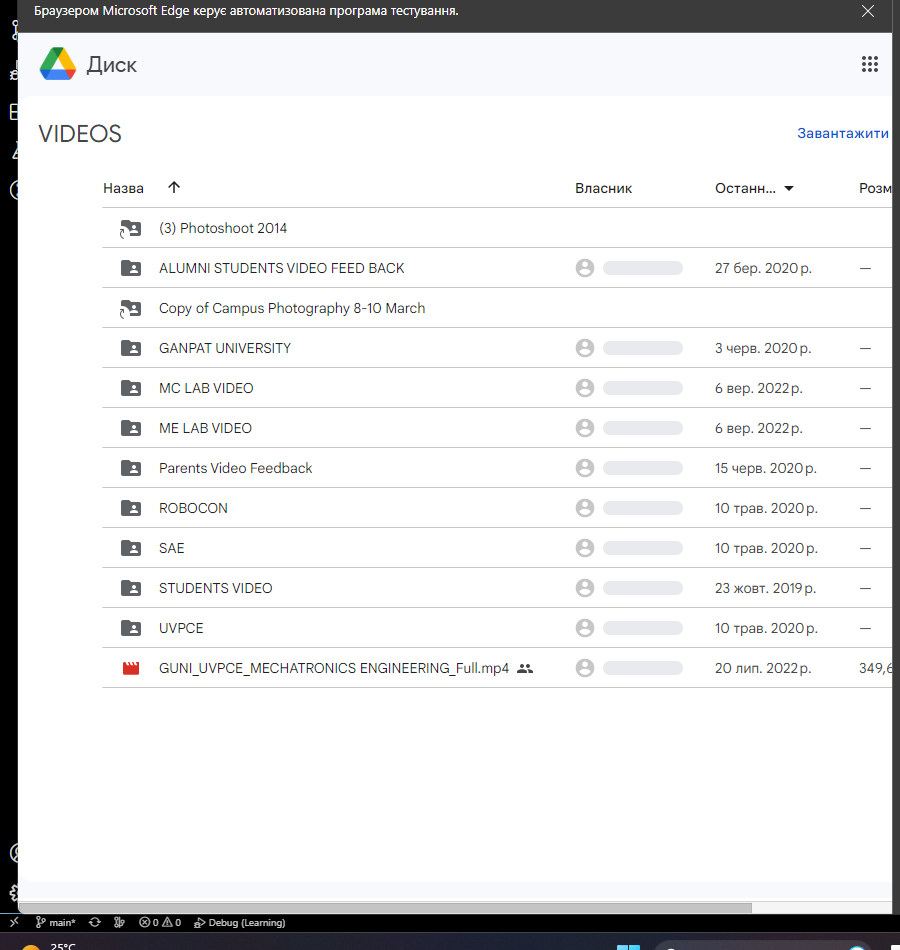 Браузером Microsoft Edge керує автоматизована програма тестування.
Диск
VIDEOS
Завантажити
Назва Власник Останн... Розм
(3) Photoshoot 2014
ALUMNI STUDENTS VIDEO FEED BACK 27 бер. 2020 р. —
Copy of Campus Photography 8-10 March
GANPAT UNIVERSITY 3 черв. 2020 р. —
MC LAB VIDEO 6 вер. 2022 р. —
ME LAB VIDEO 6 вер. 2022 р. —
Parents Video Feedback 15 черв. 2020 р. —
ROBOCON 10 трав. 2020 р. —
SAE 10 трав. 2020 р. —
STUDENTS VIDEO 23 жовт. 2019 р. —
UVPCE 10 трав. 2020 р. —
GUNI_UVPCE_MECHATRONICS ENGINEERING_Full.mp4 20 лип. 2022 р. 349,6
main* 0 0 Debug (Learning)
25°C